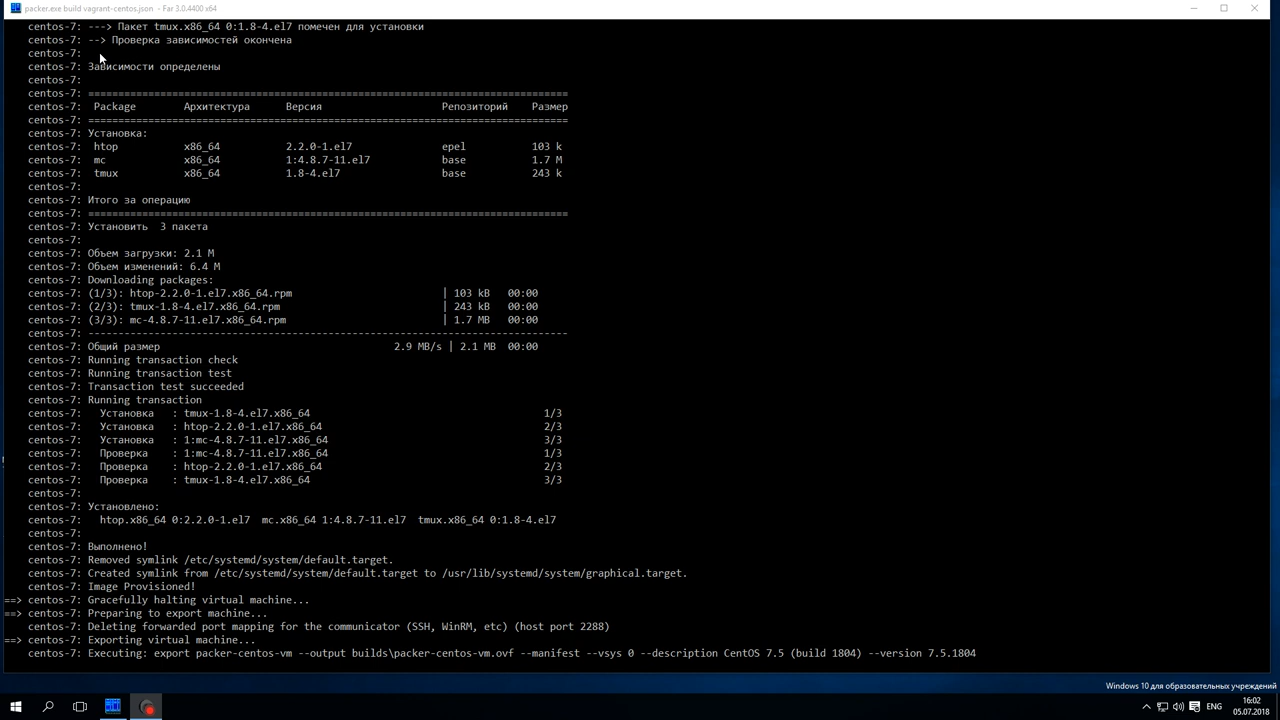 packer.exe build vagrant-centos.json - Far 3.0.4400 x64
centos-7: ---> Пакет tmux.x86_64 0:1.8-4.el7 помечен для установки
centos-7: --> Проверка зависимостей окончена
centos-7:
centos-7: Зависимости определены
centos-7:
centos-7: ================================================================================
centos-7:  Package        Архитектура      Версия                    Репозиторий    Размер
centos-7: ================================================================================
centos-7: Установка:
centos-7:  htop           x86_64           2.2.0-1.el7               epel           103 k
centos-7:  mc             x86_64           1:4.8.7-11.el7            base           1.7 M
centos-7:  tmux           x86_64           1.8-4.el7                 base           243 k
centos-7:
centos-7: Итого за операцию
centos-7: ================================================================================
centos-7: Установить  3 пакета
centos-7:
centos-7: Объем загрузки: 2.1 M
centos-7: Объем изменений: 6.4 M
centos-7: Downloading packages:
centos-7: (1/3): htop-2.2.0-1.el7.x86_64.rpm                         | 103 kB   00:00
centos-7: (2/3): tmux-1.8-4.el7.x86_64.rpm                           | 243 kB   00:00
centos-7: (3/3): mc-4.8.7-11.el7.x86_64.rpm                          | 1.7 MB   00:00
centos-7: --------------------------------------------------------------------------------
centos-7: Общий размер                                       2.9 MB/s | 2.1 MB  00:00
centos-7: Running transaction check
centos-7: Running transaction test
centos-7: Transaction test succeeded
centos-7: Running transaction
centos-7:   Установка   : tmux-1.8-4.el7.x86_64                                       1/3
centos-7:   Установка   : htop-2.2.0-1.el7.x86_64                                     2/3
centos-7:   Установка   : 1:mc-4.8.7-11.el7.x86_64                                    3/3
centos-7:   Проверка    : 1:mc-4.8.7-11.el7.x86_64                                    1/3
centos-7:   Проверка    : htop-2.2.0-1.el7.x86_64                                     2/3
centos-7:   Проверка    : tmux-1.8-4.el7.x86_64                                       3/3
centos-7:
centos-7: Установлено:
centos-7:   htop.x86_64 0:2.2.0-1.el7  mc.x86_64 1:4.8.7-11.el7  tmux.x86_64 0:1.8-4.el7
centos-7:
centos-7: Выполнено!
centos-7: Removed symlink /etc/systemd/system/default.target.
centos-7: Created symlink from /etc/systemd/system/default.target to /usr/lib/systemd/system/graphical.target.
centos-7: Image Provisioned!
==> centos-7: Gracefully halting virtual machine...
==> centos-7: Preparing to export machine...
centos-7: Deleting forwarded port mapping for the communicator (SSH, WinRM, etc) (host port 2288)
==> centos-7: Exporting virtual machine...
centos-7: Executing: export packer-centos-vm --output builds\packer-centos-vm.ovf --manifest --vsys 0 --description CentOS 7.5 (build 1804) --version 7.5.1804
Windows 10 для образовательных учреждений
ENG
16:02
05.07.2018